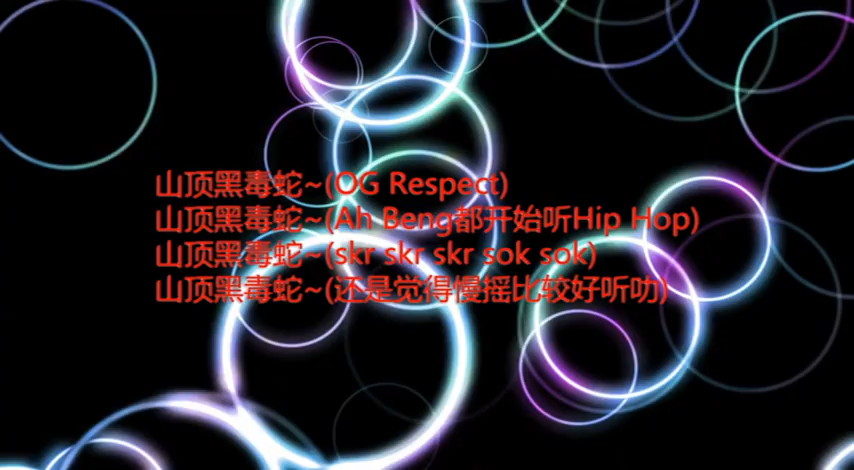 山顶黑毒蛇~(OG Respect)
山顶黑毒蛇~(Ah Beng都开始听Hip Hop)
山顶黑毒蛇~(skr skr skr sok sok)
山顶黑毒蛇~(还是觉得慢摇比较好听叻)